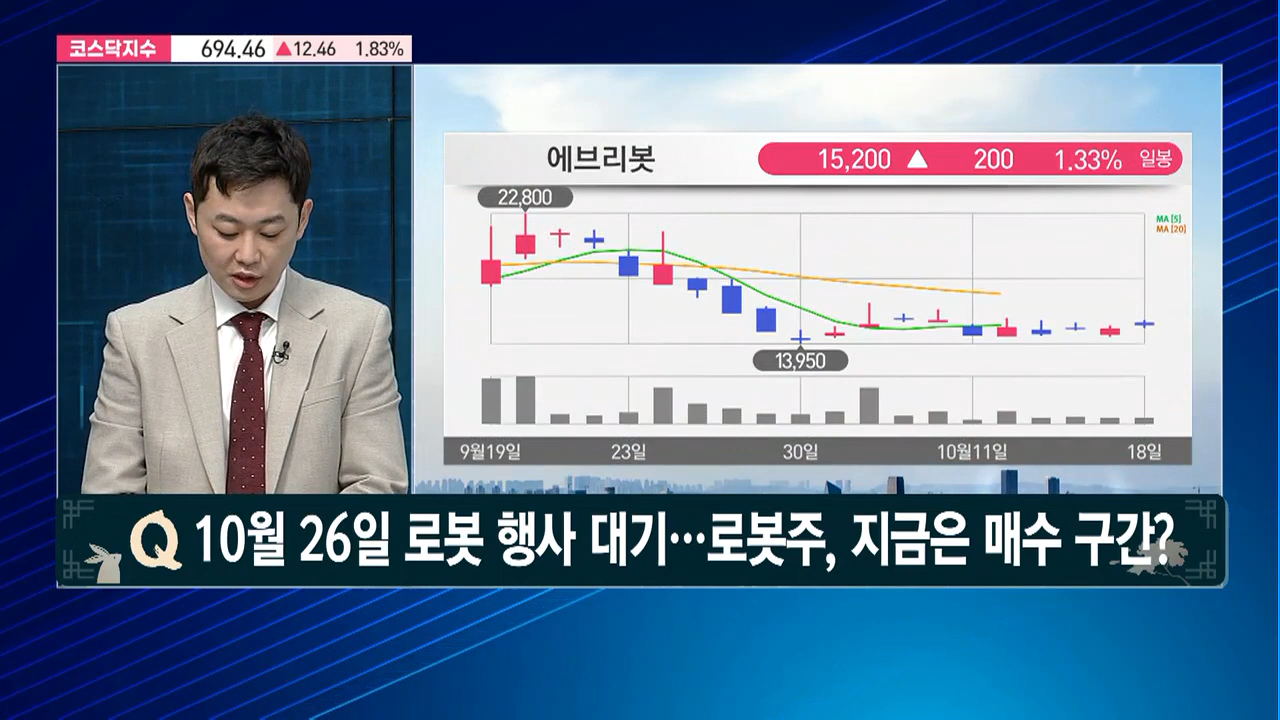 코스닥지수 694.46 ▲12.46 1.83%
에브리봇 15,200 ▲ 200 1.33% 일봉
22,800
MA [5]
MA [20]
13,950
9월19일 23일 30일 10월11일 18일
Q 10월 26일 로봇 행사 대기…로봇주, 지금은 매수 구간?